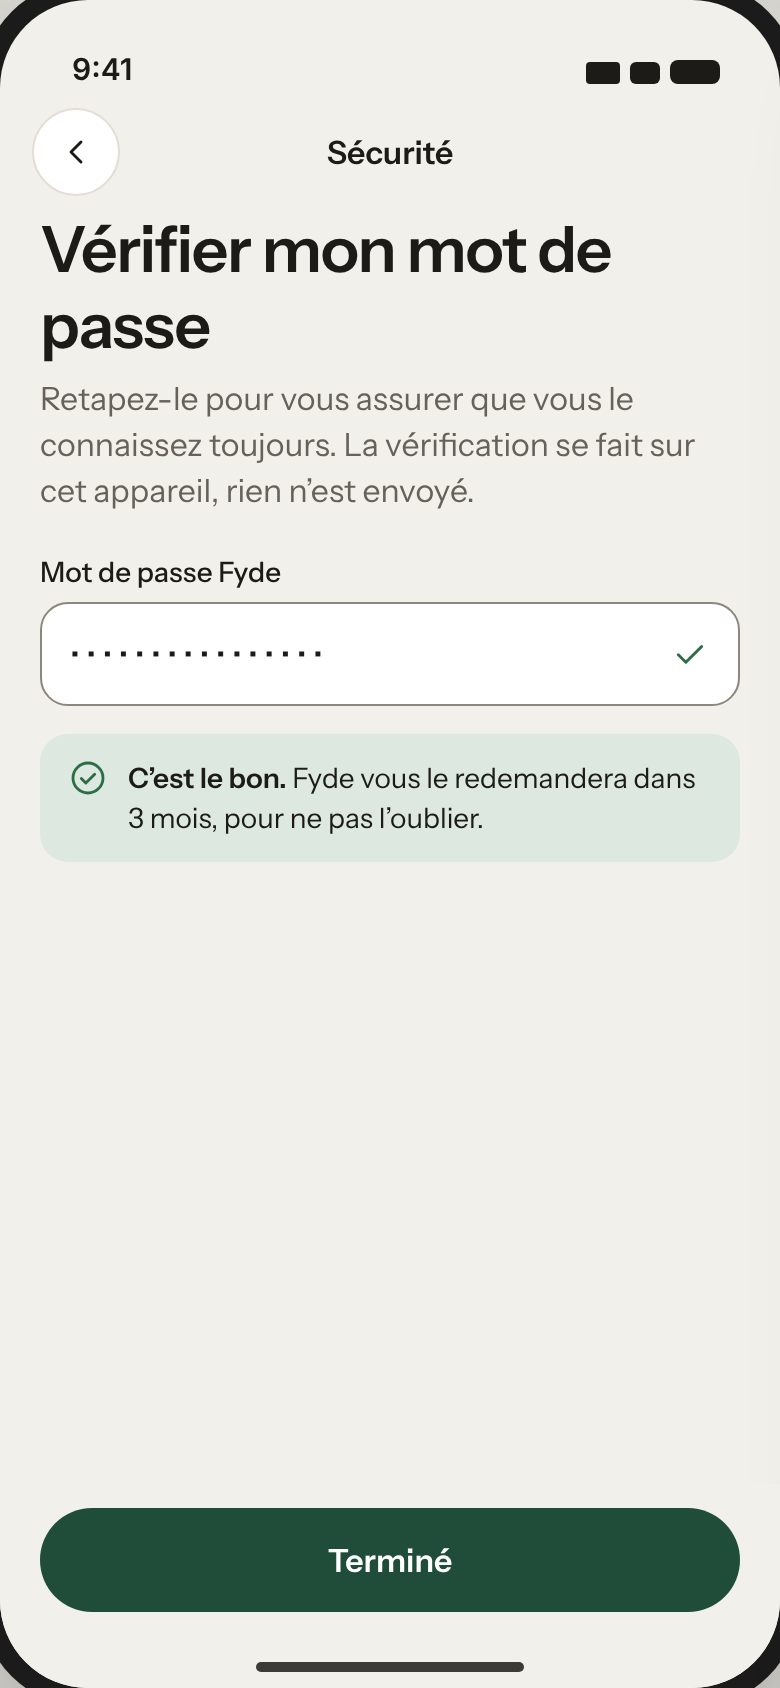 9:41
Sécurité
Vérifier mon mot de
passe
Retapez-le pour vous assurer que vous le
connaissez toujours. La vérification se fait sur
cet appareil, rien n’est envoyé.
Mot de passe Fyde
················
C’est le bon. Fyde vous le redemandera dans
3 mois, pour ne pas l’oublier.
Terminé